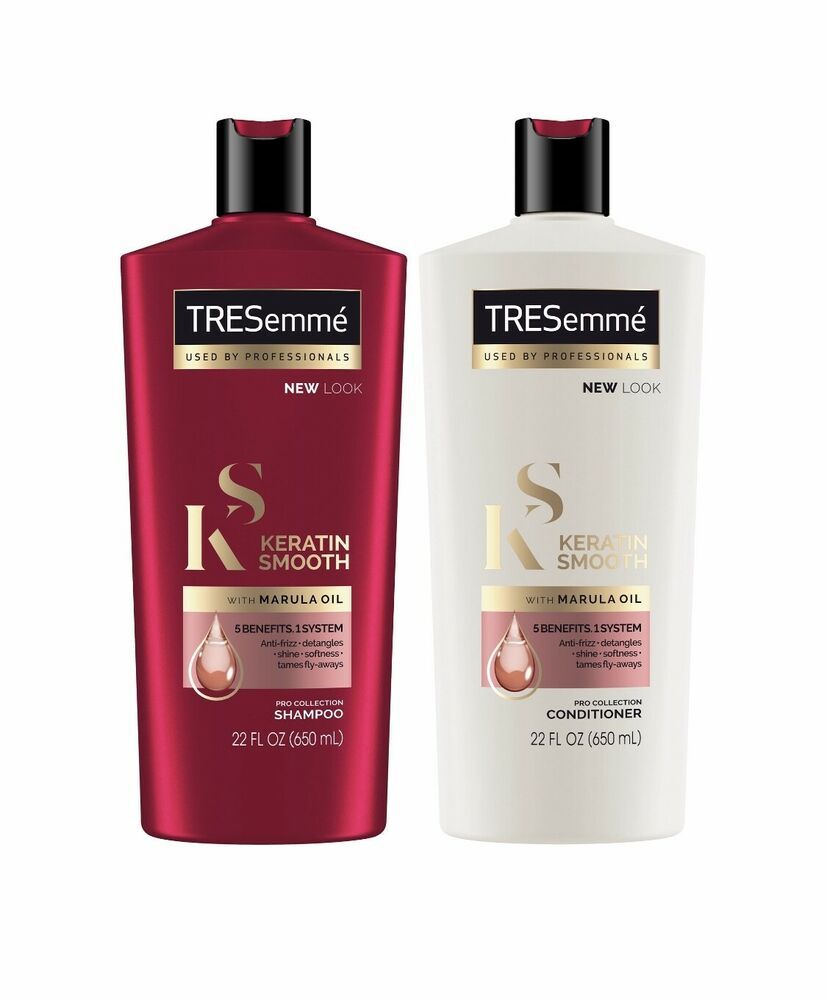 TRESemmé
USED BY PROFESSIONALS
NEW LOOK
KS
KERATIN
SMOOTH
WITH MARULA OIL
5 BENEFITS. 1 SYSTEM
Anti-frizz • detangles
• shine • softness •
tames fly-aways
PRO COLLECTION
SHAMPOO
22 FL OZ (650 mL)
TRESemmé
USED BY PROFESSIONALS
NEW LOOK
KS
KERATIN
SMOOTH
WITH MARULA OIL
5 BENEFITS. 1 SYSTEM
Anti-frizz • detangles
• shine • softness •
tames fly-aways
PRO COLLECTION
CONDITIONER
22 FL OZ (650 mL)